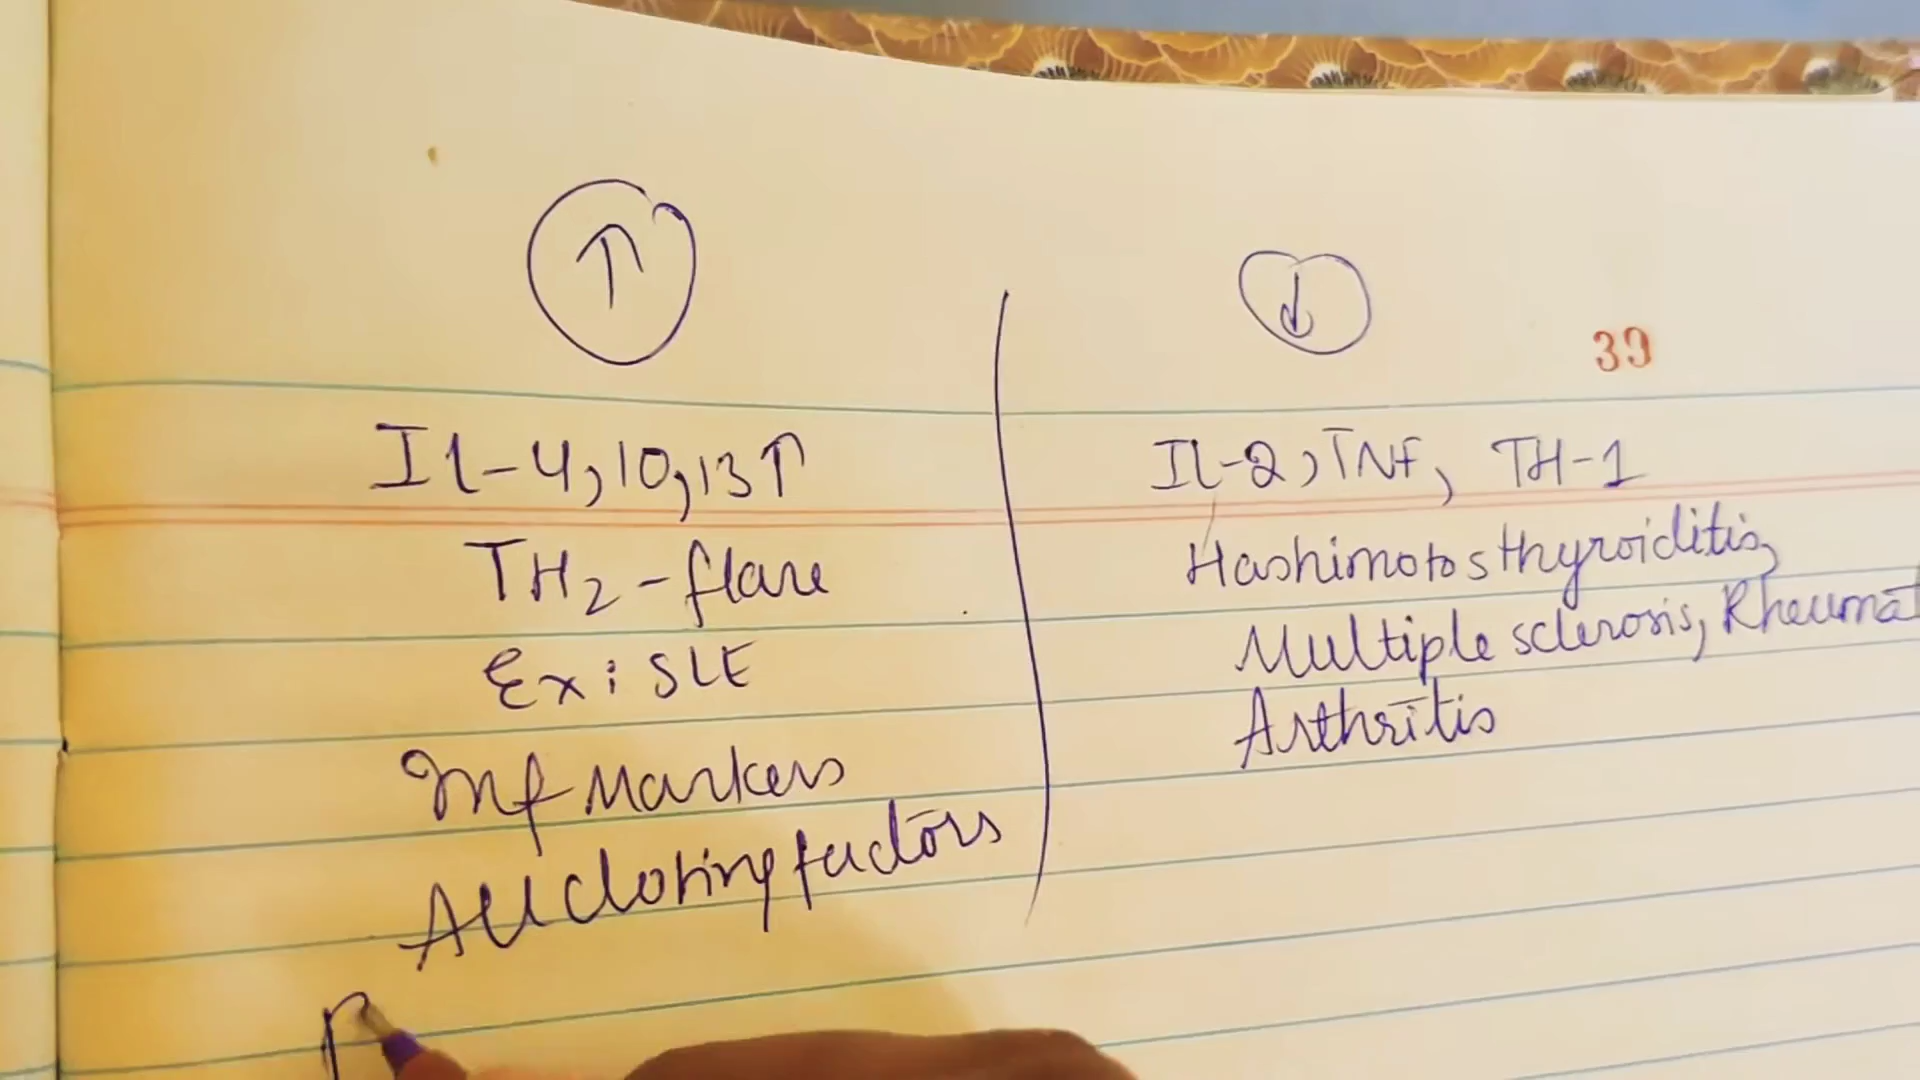 ↑
Il-4,10,13↑
TH2-flare
Ex: SLE
Inf Markers
All cloting factors
↓
39
Il-2, TNF, TH-1
Hashimotos thyroiditis,
Multiple sclerosis, Rheumat
Arthritis